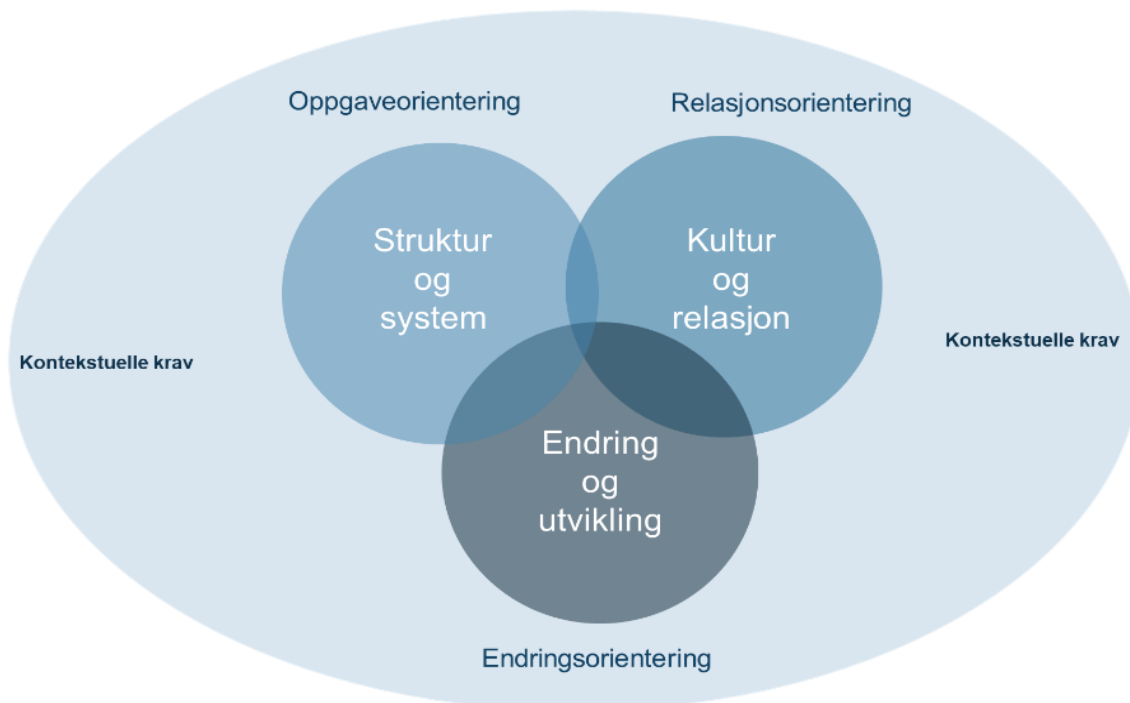 Oppgaveorientering
Relasjonsorientering
Struktur
og
system
Kultur
og
relasjon
Kontekstuelle krav
Kontekstuelle krav
Endring
og
utvikling
Endringsorientering